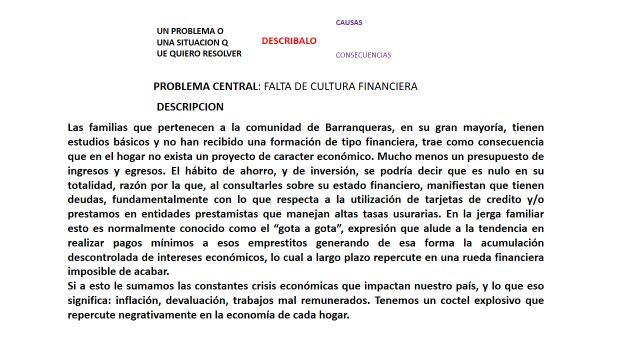 CAUSAS
UN PROBLEMA O
UNA SITUACION Q
UE QUIERO RESOLVER
DESCRIBALO
CONSECUENCIAS
PROBLEMA CENTRAL: FALTA DE CULTURA FINANCIERA
DESCRIPCION
Las familias que pertenecen a la comunidad de Barranqueras, en su gran mayoría, tienen
estudios básicos y no han recibido una formación de tipo financiera, trae como consecuencia
que en el hogar no exista un proyecto de caracter económico. Mucho menos un presupuesto de
ingresos y egresos. El hábito de ahorro, y de inversión, se podría decir que es nulo en su
totalidad, razón por la que, al consultarles sobre su estado financiero, manifiestan que tienen
deudas, fundamentalmente con lo que respecta a la utilización de tarjetas de credito y/o
prestamos en entidades prestamistas que manejan altas tasas usurarias. En la jerga familiar
esto es normalmente conocido como el “gota a gota”, expresión que alude a la tendencia en
realizar pagos mínimos a esos emprestitos generando de esa forma la acumulación
descontrolada de intereses económicos, lo cual a largo plazo repercute en una rueda financiera
imposible de acabar.
Si a esto le sumamos las constantes crisis económicas que impactan nuestro país, y lo que eso
significa: inflación, devaluación, trabajos mal remunerados. Tenemos un coctel explosivo que
repercute negativamente en la economía de cada hogar.